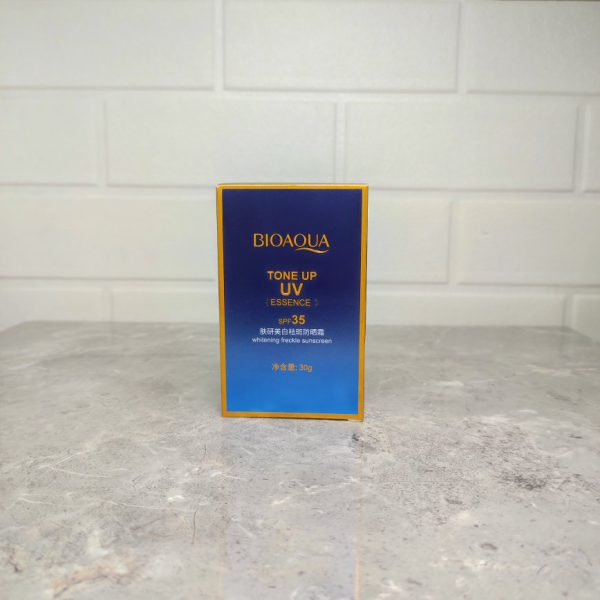 BIOAQUA
TONE UP
UV
[ESSENCE]
SPF35
肤研美白祛斑防晒霜
whitening freckle sunscreen
净含量: 30g